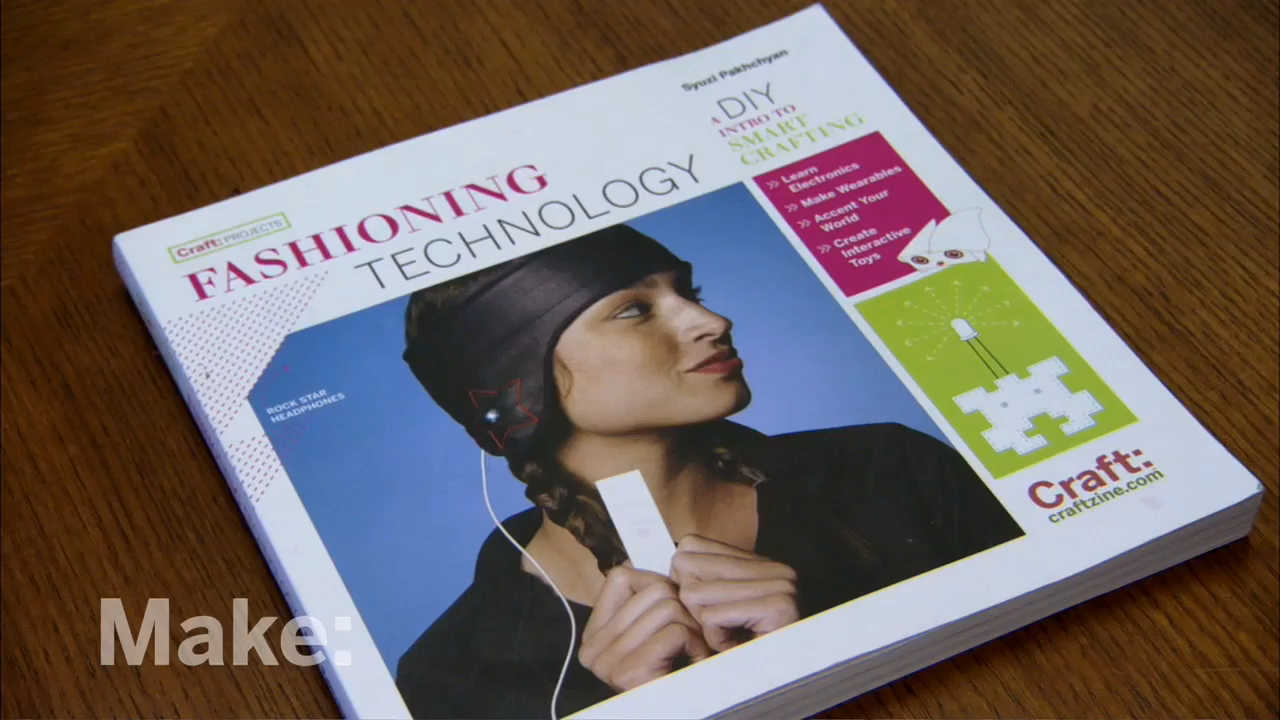 Syuzi Pakhchyan
A DIY
INTRO TO
SMART
CRAFTING
Craft: PROJECTS
FASHIONING
TECHNOLOGY
>> Learn
Electronics
>> Make Wearables
>> Accent Your
World
>> Create
Interactive
Toys
ROCK STAR
HEADPHONES
Craft:
craftzine.com
Make: